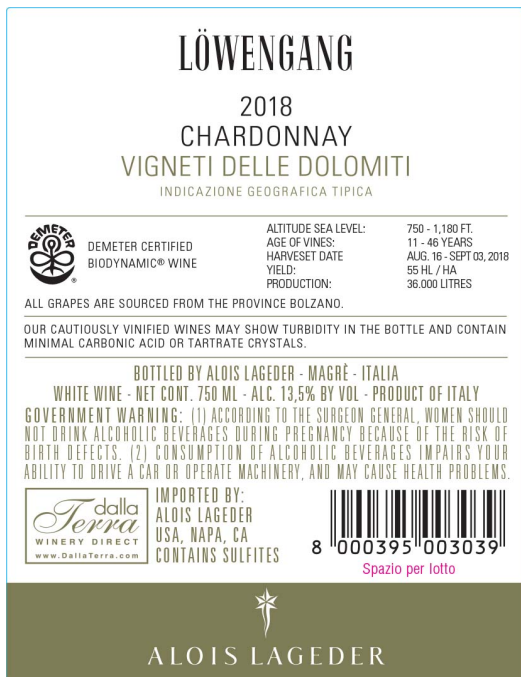 LÖWENGANG
2018
CHARDONNAY
VIGNETI DELLE DOLOMITI
INDICAZIONE GEOGRAFICA TIPICA
DEMETER
®
DEMETER CERTIFIED
BIODYNAMIC® WINE
ALTITUDE SEA LEVEL: 750 - 1,180 FT.
AGE OF VINES: 11 - 46 YEARS
HARVESET DATE AUG. 16 - SEPT 03, 2018
YIELD: 55 HL / HA
PRODUCTION: 36.000 LITRES
ALL GRAPES ARE SOURCED FROM THE PROVINCE BOLZANO.
OUR CAUTIOUSLY VINIFIED WINES MAY SHOW TURBIDITY IN THE BOTTLE AND CONTAIN
MINIMAL CARBONIC ACID OR TARTRATE CRYSTALS.
BOTTLED BY ALOIS LAGEDER - MAGRÈ - ITALIA
WHITE WINE - NET CONT. 750 ML - ALC. 13,5% BY VOL - PRODUCT OF ITALY
GOVERNMENT WARNING: (1) ACCORDING TO THE SURGEON GENERAL, WOMEN SHOULD
NOT DRINK ALCOHOLIC BEVERAGES DURING PREGNANCY BECAUSE OF THE RISK OF
BIRTH DEFECTS. (2) CONSUMPTION OF ALCOHOLIC BEVERAGES IMPAIRS YOUR
ABILITY TO DRIVE A CAR OR OPERATE MACHINERY, AND MAY CAUSE HEALTH PROBLEMS.
dalla
Terra
WINERY DIRECT
www.DallaTerra.com
IMPORTED BY:
ALOIS LAGEDER
USA, NAPA, CA
CONTAINS SULFITES
8 000395 003039
Spazio per lotto
ALOIS LAGEDER